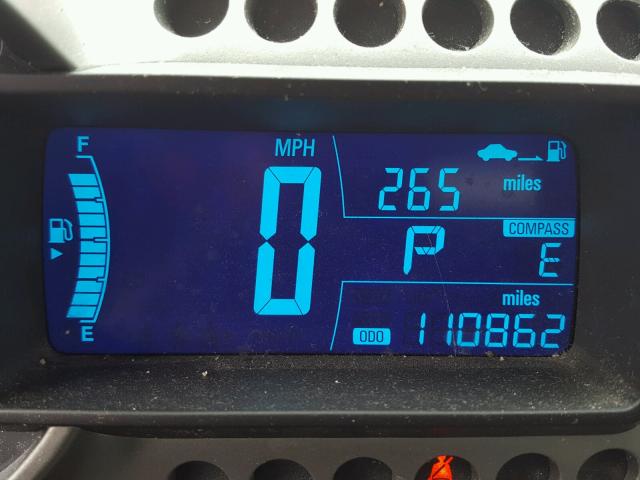 F
E
MPH
0
265 miles
P
COMPASS
E
miles
ODO 110862